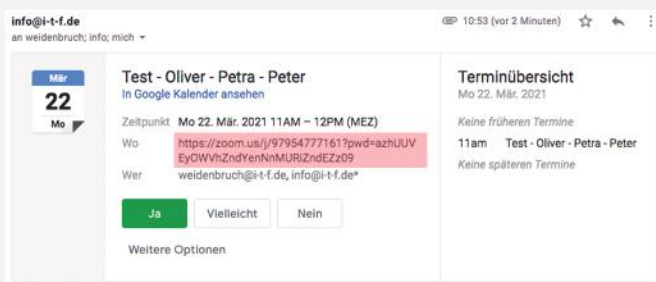 info@i-t-f.de
10:53 (vor 2 Minuten)
an weidenbruch; info; mich
Mär
22
Mo
Test - Oliver - Petra - Peter
In Google Kalender ansehen
Zeitpunkt Mo 22. Mär. 2021 11AM – 12PM (MEZ)
Wo https://zoom.us/j/97954777161?pwd=azhUUV
EyOWVhZndYenNnMURiZndEZz09
Wer weidenbruch@i-t-f.de, info@i-t-f.de*
Ja Vielleicht Nein
Weitere Optionen
Terminübersicht
Mo 22. Mär. 2021
Keine früheren Termine
11am Test - Oliver - Petra - Peter
Keine späteren Termine